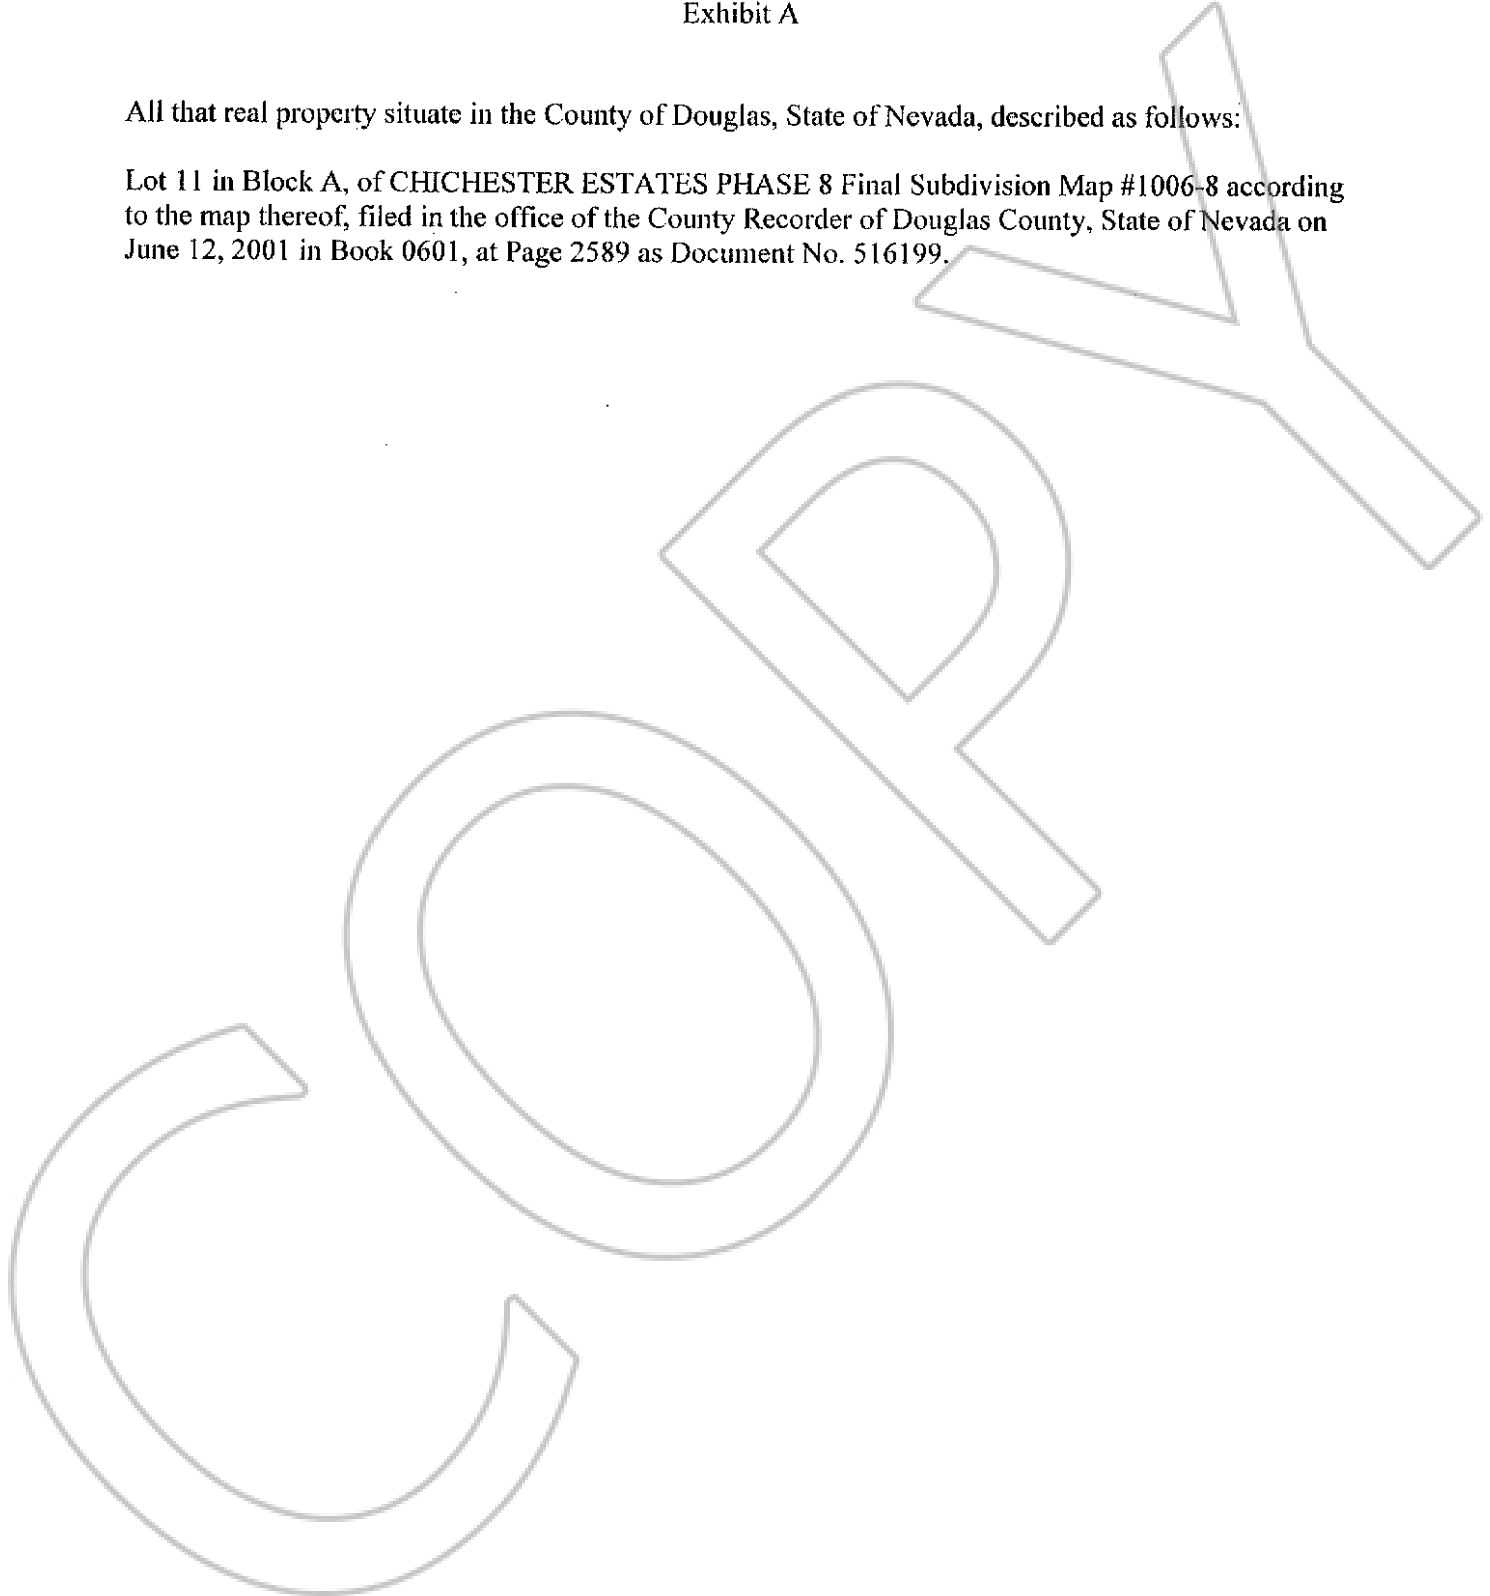 Exhibit A
All that real property situate in the County of Douglas, State of Nevada, described as follows:
Lot 11 in Block A, of CHICHESTER ESTATES PHASE 8 Final Subdivision Map #1006-8 according
to the map thereof, filed in the office of the County Recorder of Douglas County, State of Nevada on
June 12, 2001 in Book 0601, at Page 2589 as Document No. 516199.
COPY